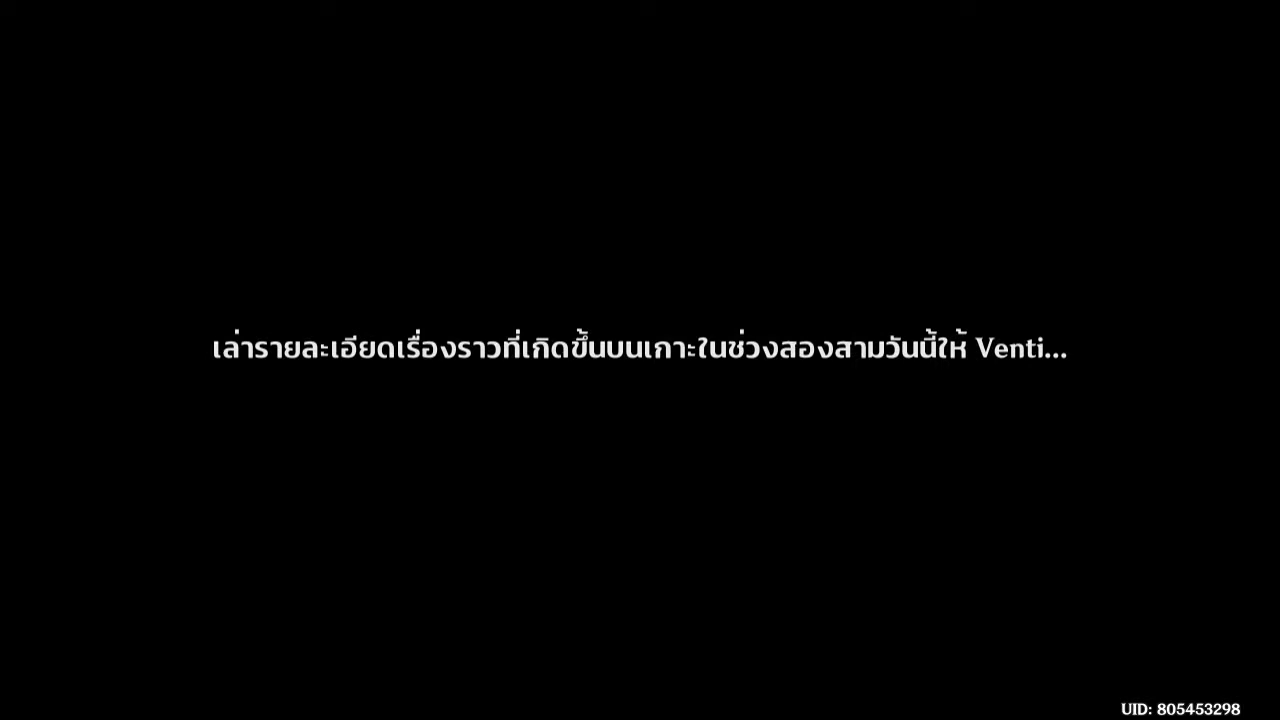 เล่ารายละเอียดเรื่องราวที่เกิดขึ้นบนเกาะในช่วงสองสามวันนี้ให้ Venti...
UID: 805453298